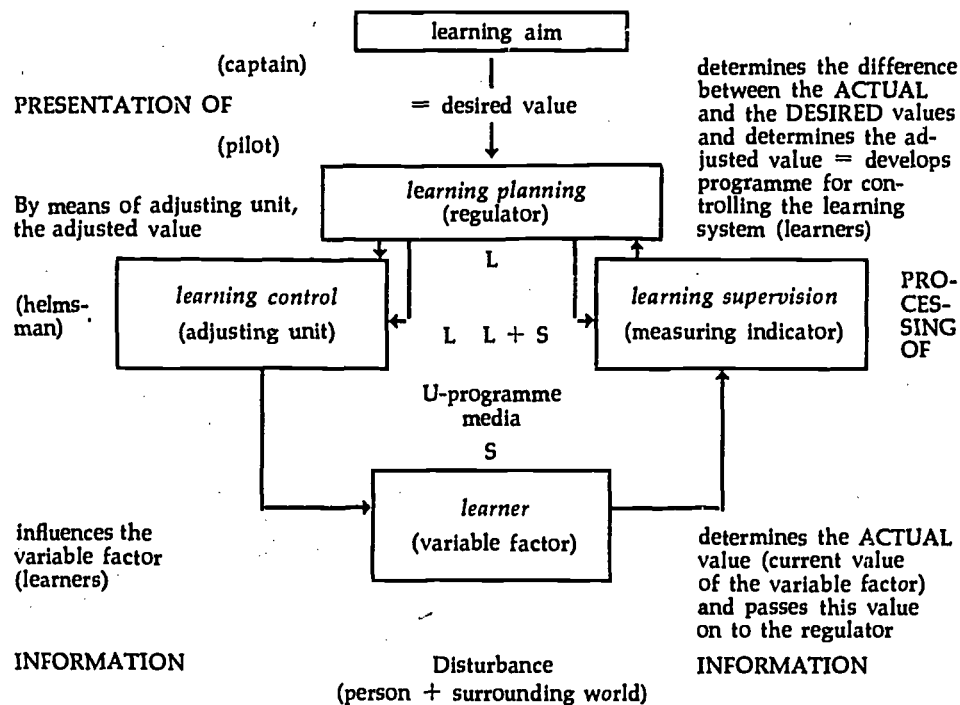 learning aim
(captain)
PRESENTATION OF
= desired value
(pilot)
determines the difference
between the ACTUAL
and the DESIRED values
and determines the ad-
justed value = develops
programme for con-
trolling the learning
system (learners)
learning planning
(regulator)
By means of adjusting unit,
the adjusted value
L
(helms-
man)
learning control
(adjusting unit)
L L + S
learning supervision
(measuring indicator)
PRO-
CES-
SING
OF
U-programme
media
S
learner
(variable factor)
influences the
variable factor
(learners)
determines the ACTUAL
value (current value
of the variable factor)
and passes this value
on to the regulator
INFORMATION
Disturbance
(person + surrounding world)
INFORMATION